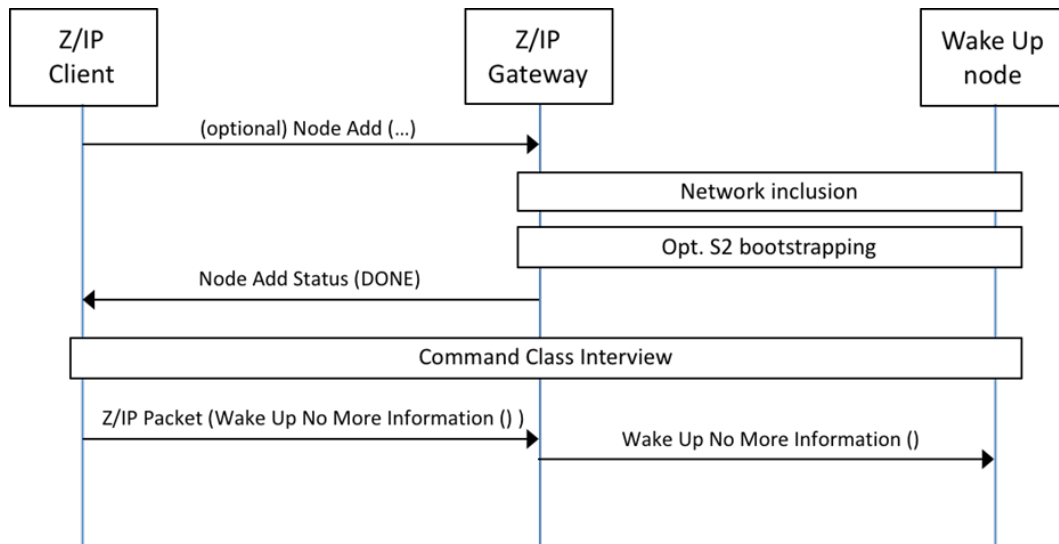 Z/IP
Client
Z/IP
Gateway
Wake Up
node
(optional) Node Add (...)
Network inclusion
Opt. S2 bootstrapping
Node Add Status (DONE)
Command Class Interview
Z/IP Packet (Wake Up No More Information () )
Wake Up No More Information ()